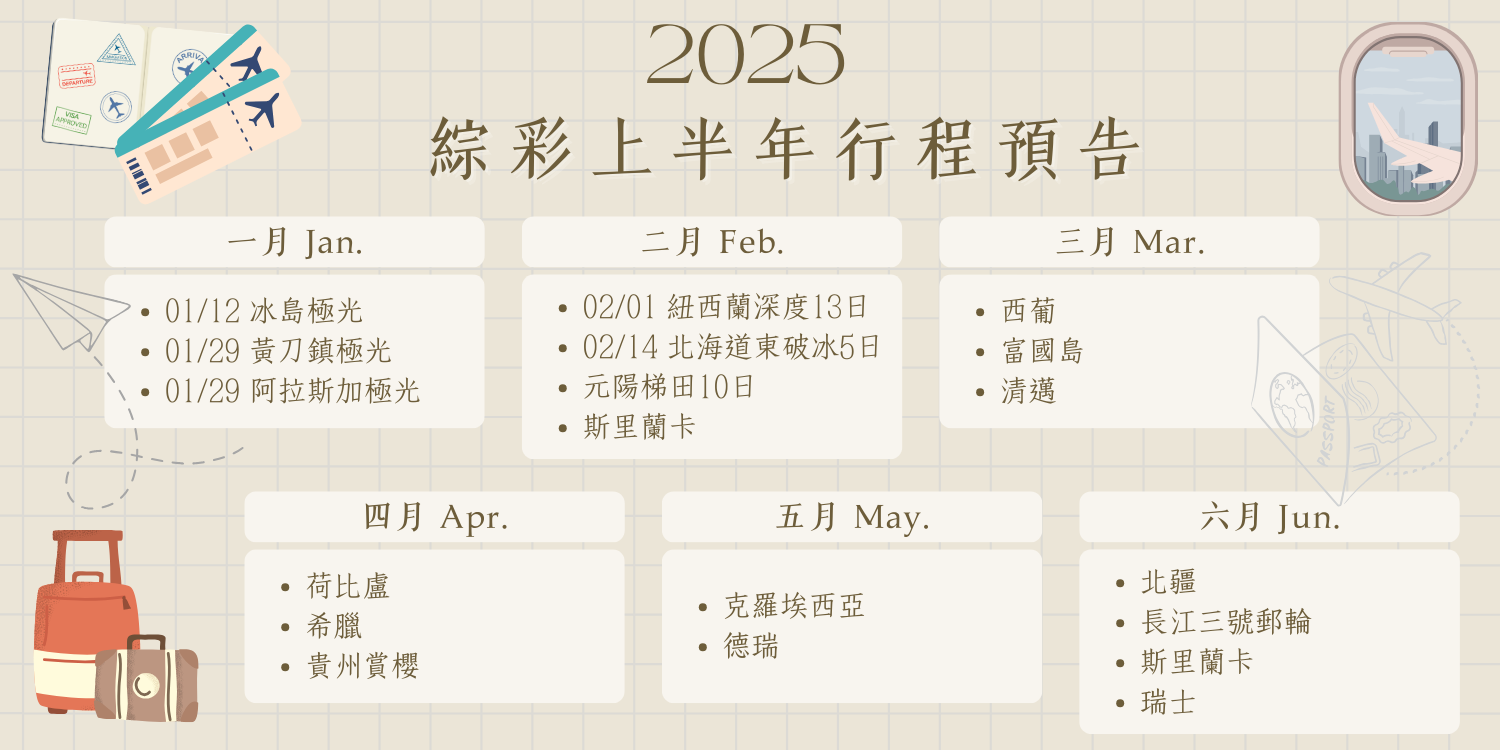 2025
綜彩上半年行程預告
ARRIVAL
DEPARTURE
VISA
APPROVED
一月 Jan.
• 01/12 冰島極光
• 01/29 黃刀鎮極光
• 01/29 阿拉斯加極光
二月 Feb.
• 02/01 紐西蘭深度13日
• 02/14 北海道東破冰5日
• 元陽梯田10日
• 斯里蘭卡
三月 Mar.
• 西葡
• 富國島
• 清邁
PASSPORT
四月 Apr.
• 荷比盧
• 希臘
• 貴州賞櫻
五月 May.
• 克羅埃西亞
• 德瑞
六月 Jun.
• 北疆
• 長江三號郵輪
• 斯里蘭卡
• 瑞士